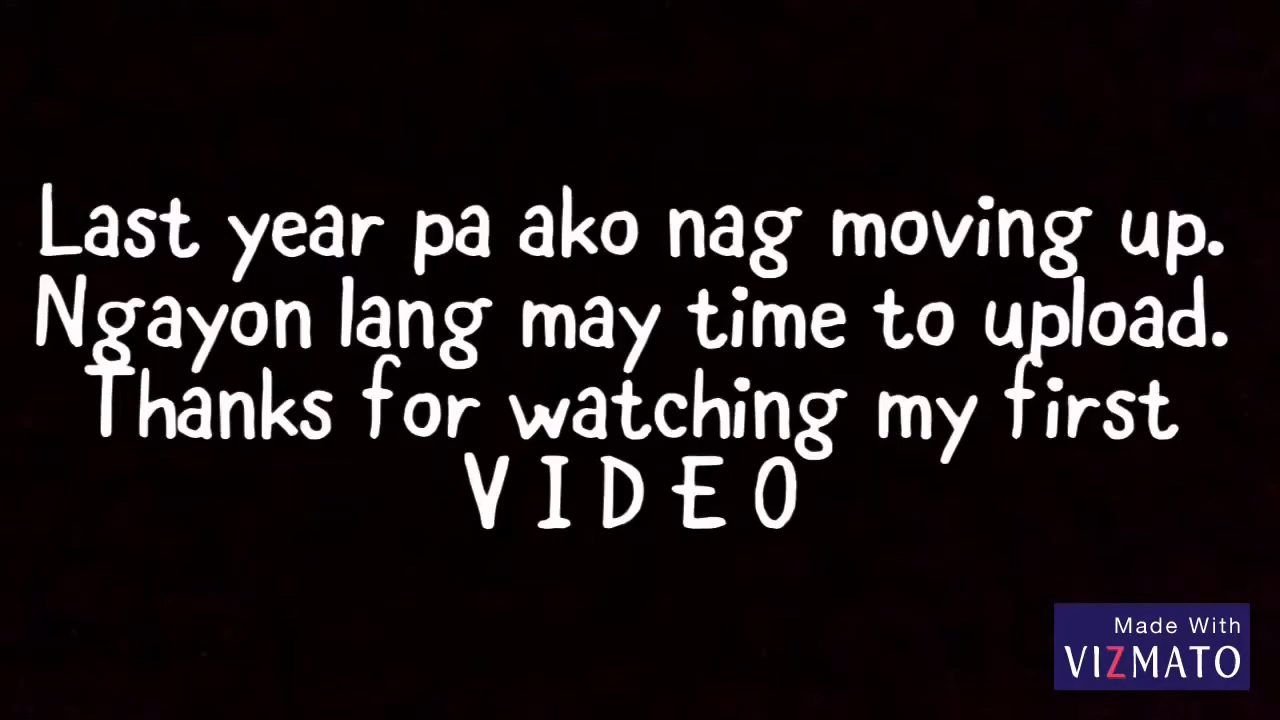 Last year pa ako nag moving up.
Ngayon lang may time to upload.
Thanks for watching my first
V I D E O
Made With
VIZMATO